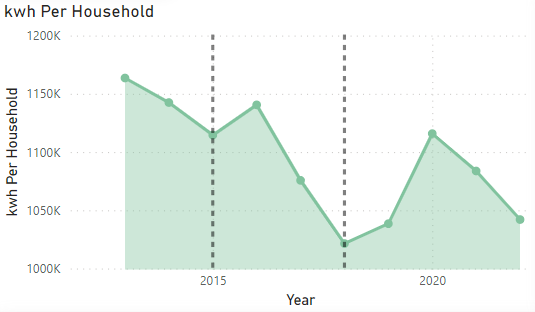 kwh Per Household
1200K
1150K
1100K
1050K
1000K
kwh Per Household
2015 2020
Year